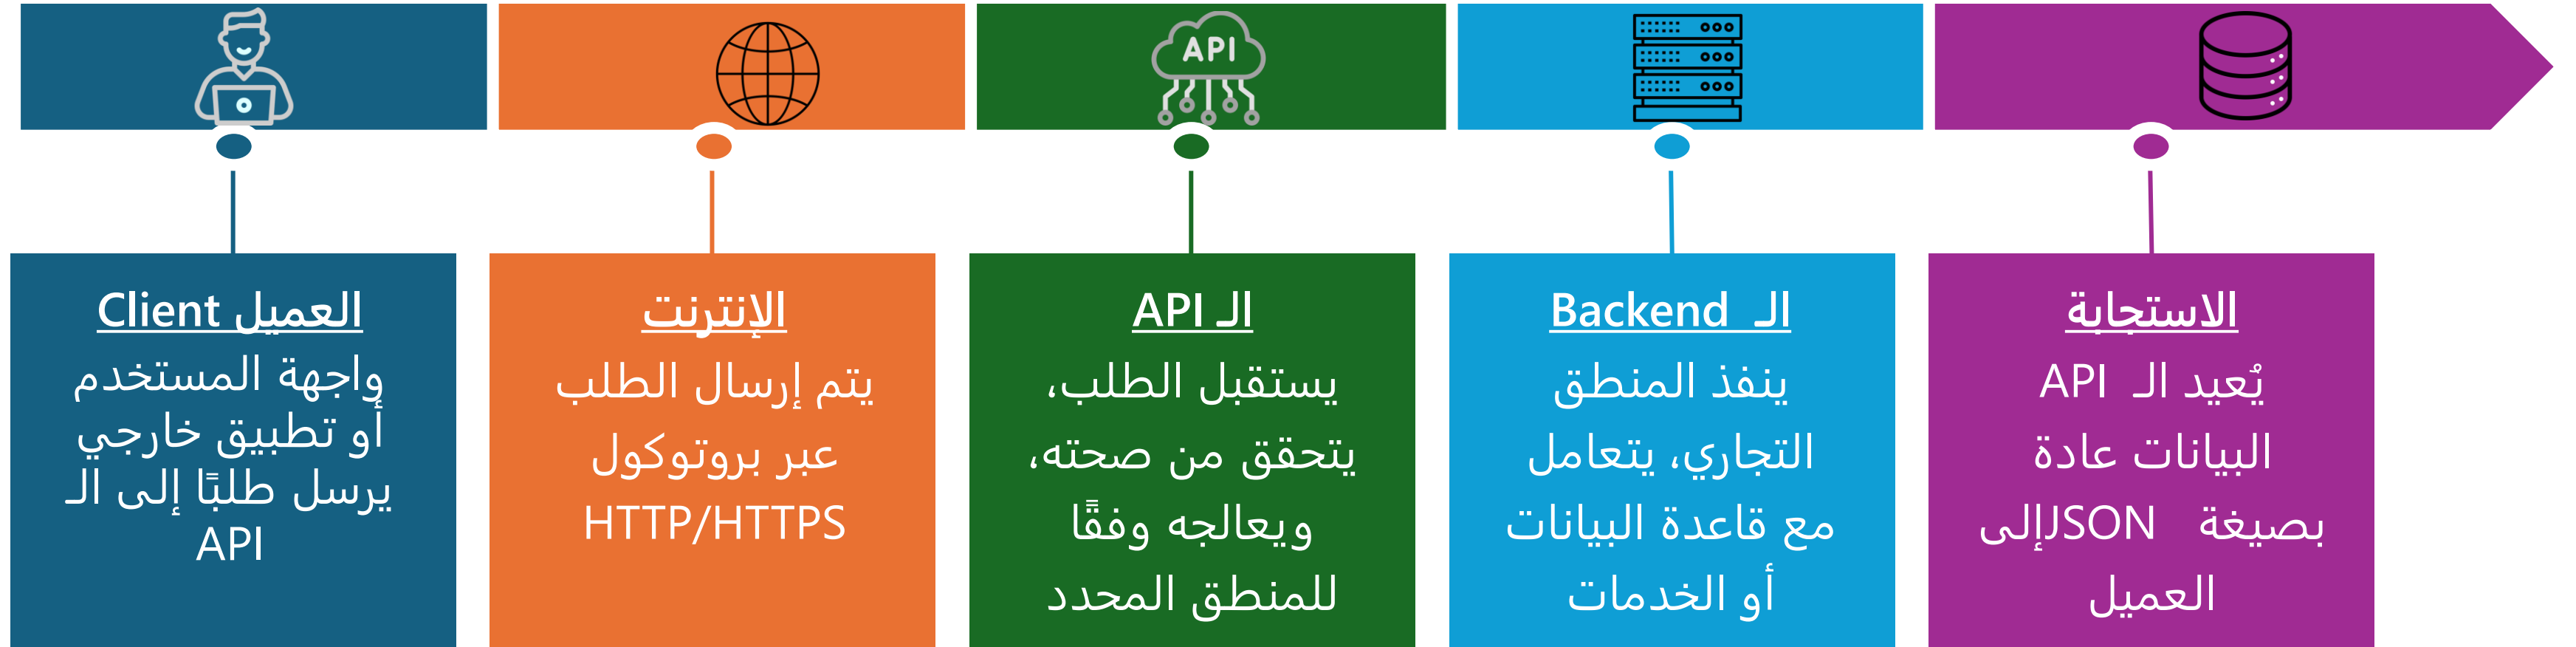 API
العميل Client
واجهة المستخدم
أو تطبيق خارجي
يرسل طلبًا إلى الـ
API
الإنترنت
يتم إرسال الطلب
عبر بروتوكول
HTTP/HTTPS
الـ API
يستقبل الطلب،
يتحقق من صحته،
ويعالجه وفقًا
للمنطق المحدد
الـ Backend
ينفذ المنطق
التجاري، يتعامل
مع قاعدة البيانات
أو الخدمات
الاستجابة
يُعيد الـ API
البيانات عادة
بصيغة JSONإلى
العميل